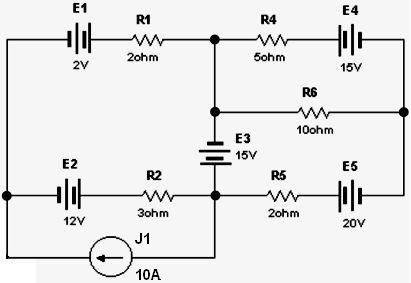 E1 R1 R4 E4
2V 2ohm 5ohm 15V
R6
10ohm
E3
15V
E2 R2 R5 E5
12V 3ohm 2ohm 20V
J1
10A